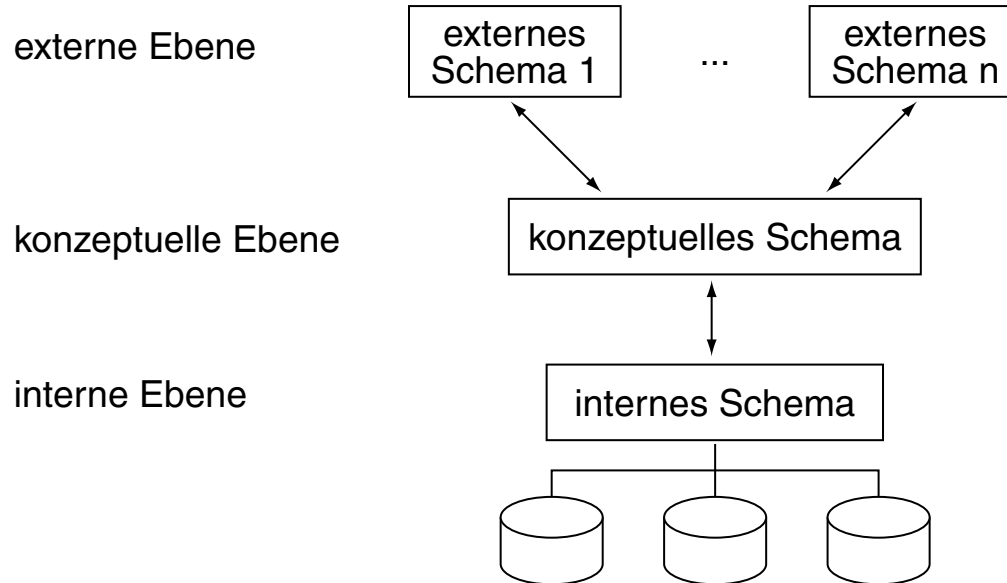 externe Ebene
externes
Schema 1
...
externes
Schema n
konzeptuelle Ebene
konzeptuelles Schema
interne Ebene
internes Schema